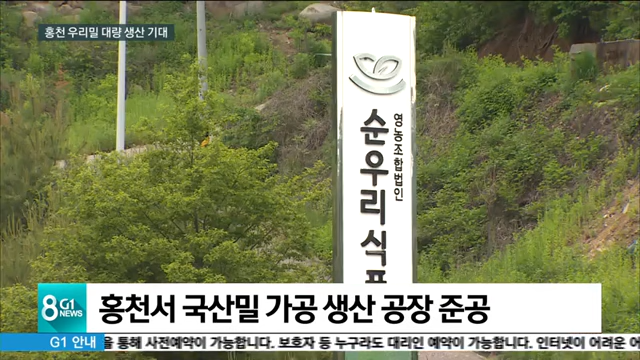 홍천 우리밀 대량 생산 기대
영농조합법인
순우리식
8 G1 NEWS
홍천서 국산밀 가공 생산 공장 준공
G1 안내
을 통해 사전예약이 가능합니다. 보호자 등 누구라도 대리인 예약이 가능합니다. 인터넷이 어려운 어